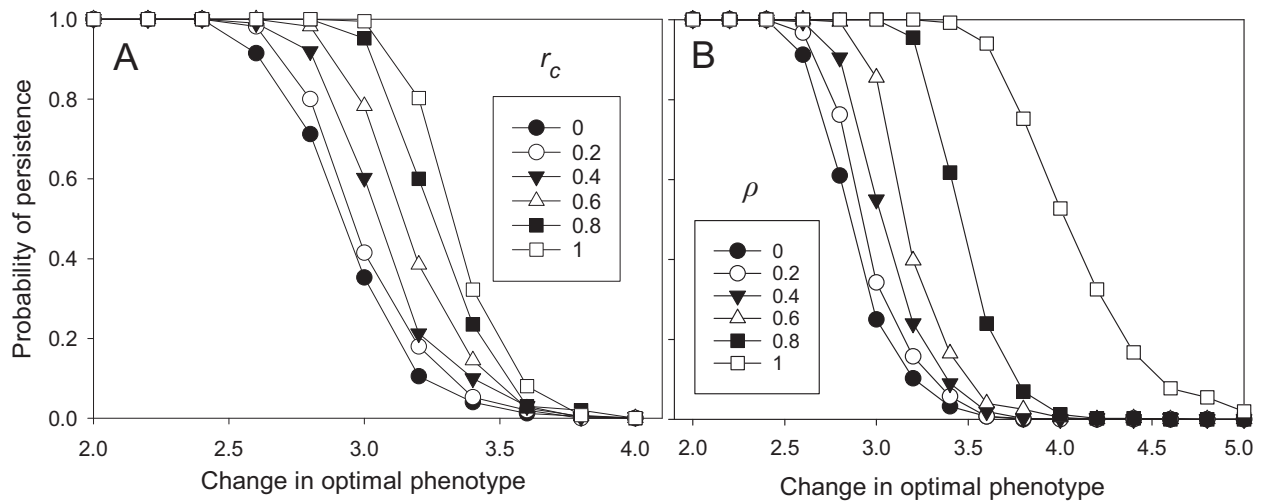 A
r_c
0
0.2
0.4
0.6
0.8
1
Probability of persistence
1.0
0.8
0.6
0.4
0.2
0.0
2.0 2.5 3.0 3.5 4.0
Change in optimal phenotype
B
ρ
0
0.2
0.4
0.6
0.8
1
2.0 2.5 3.0 3.5 4.0 4.5 5.0
Change in optimal phenotype